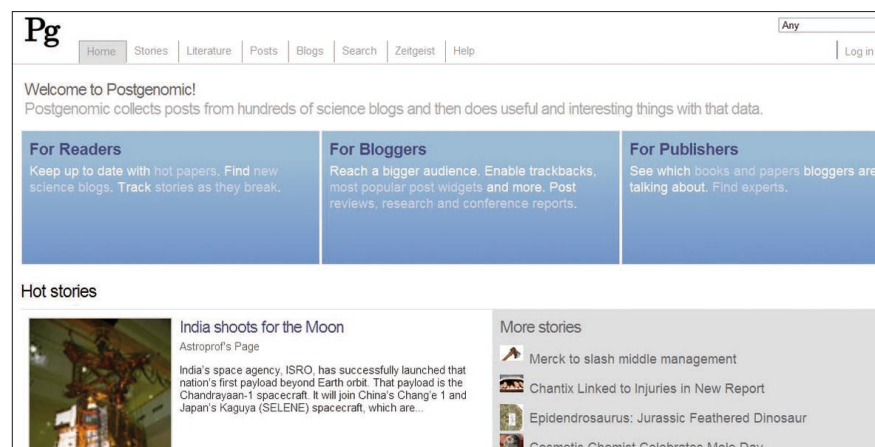 Pg
Any
Home Stories Literature Posts Blogs Search Zeitgeist Help
Log in
Welcome to Postgenomic!
Postgenomic collects posts from hundreds of science blogs and then does useful and interesting things with that data.
For Readers
Keep up to date with hot papers. Find new
science blogs. Track stories as they break.
For Bloggers
Reach a bigger audience. Enable trackbacks,
most popular post widgets and more. Post
reviews, research and conference reports.
For Publishers
See which books and papers bloggers are
talking about. Find experts.
Hot stories
India shoots for the Moon
Astroprof's Page
India's space agency, ISRO, has successfully launched that
nation's first payload beyond Earth orbit. That payload is the
Chandrayaan-1 spacecraft. It will join China's Chang'e 1 and
Japan's Kaguya (SELENE) spacecraft, which are...
More stories
Merck to slash middle management
Chantix Linked to Injuries in New Report
Epidendrosaurus: Jurassic Feathered Dinosaur
Cosmetic Chemist Celebrates Mole Day